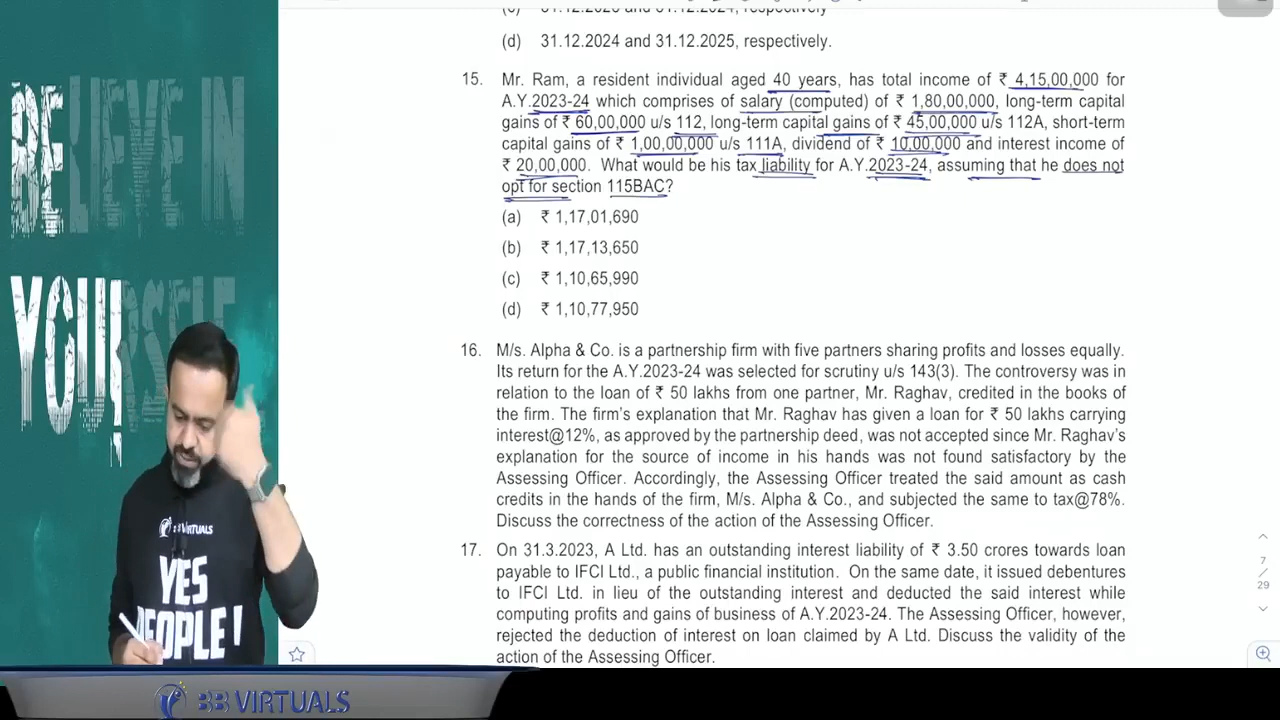 (d) 31.12.2024 and 31.12.2025, respectively.
15. Mr. Ram, a resident individual aged 40 years, has total income of ₹ 4,15,00,000 for
A.Y.2023-24 which comprises of salary (computed) of ₹ 1,80,00,000, long-term capital
gains of ₹ 60,00,000 u/s 112, long-term capital gains of ₹ 45,00,000 u/s 112A, short-term
capital gains of ₹ 1,00,00,000 u/s 111A, dividend of ₹ 10,00,000 and interest income of
₹ 20,00,000. What would be his tax liability for A.Y.2023-24, assuming that he does not
opt for section 115BAC?
(a) ₹ 1,17,01,690
(b) ₹ 1,17,13,650
(c) ₹ 1,10,65,990
(d) ₹ 1,10,77,950
16. M/s. Alpha & Co. is a partnership firm with five partners sharing profits and losses equally.
Its return for the A.Y.2023-24 was selected for scrutiny u/s 143(3). The controversy was in
relation to the loan of ₹ 50 lakhs from one partner, Mr. Raghav, credited in the books of
the firm. The firm's explanation that Mr. Raghav has given a loan for ₹ 50 lakhs carrying
interest@12%, as approved by the partnership deed, was not accepted since Mr. Raghav's
explanation for the source of income in his hands was not found satisfactory by the
Assessing Officer. Accordingly, the Assessing Officer treated the said amount as cash
credits in the hands of the firm, M/s. Alpha & Co., and subjected the same to tax@78%.
Discuss the correctness of the action of the Assessing Officer.
17. On 31.3.2023, A Ltd. has an outstanding interest liability of ₹ 3.50 crores towards loan
payable to IFCI Ltd., a public financial institution. On the same date, it issued debentures
to IFCI Ltd. in lieu of the outstanding interest and deducted the said interest while
computing profits and gains of business of A.Y.2023-24. The Assessing Officer, however,
rejected the deduction of interest on loan claimed by A Ltd. Discuss the validity of the
action of the Assessing Officer.
BELIEVE IN
YOURSELF
BB VIRTUALS
YES
PEOPLE!
BB VIRTUALS
7
/
29